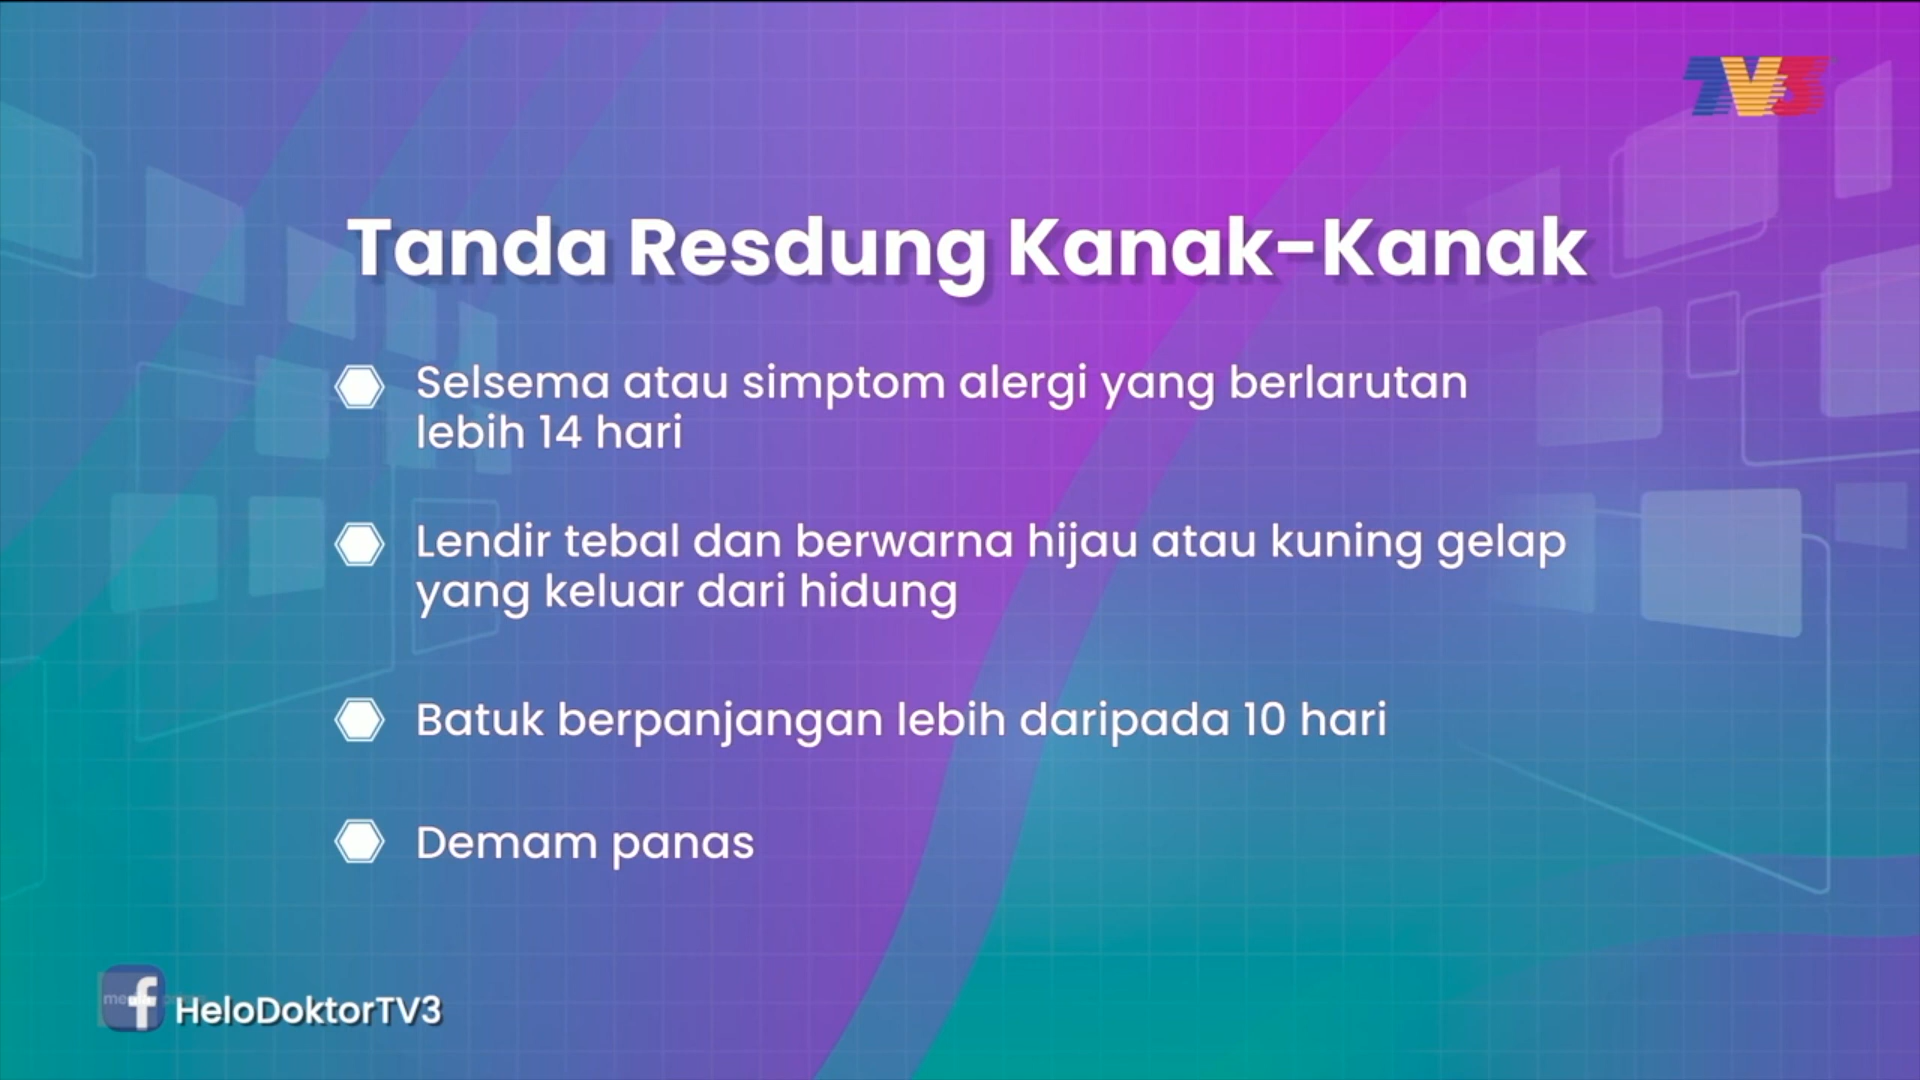 TV3
Tanda Resdung Kanak-Kanak
Selsema atau simptom alergi yang berlarutan
lebih 14 hari
Lendir tebal dan berwarna hijau atau kuning gelap
yang keluar dari hidung
Batuk berpanjangan lebih daripada 10 hari
Demam panas
HeloDoktorTV3